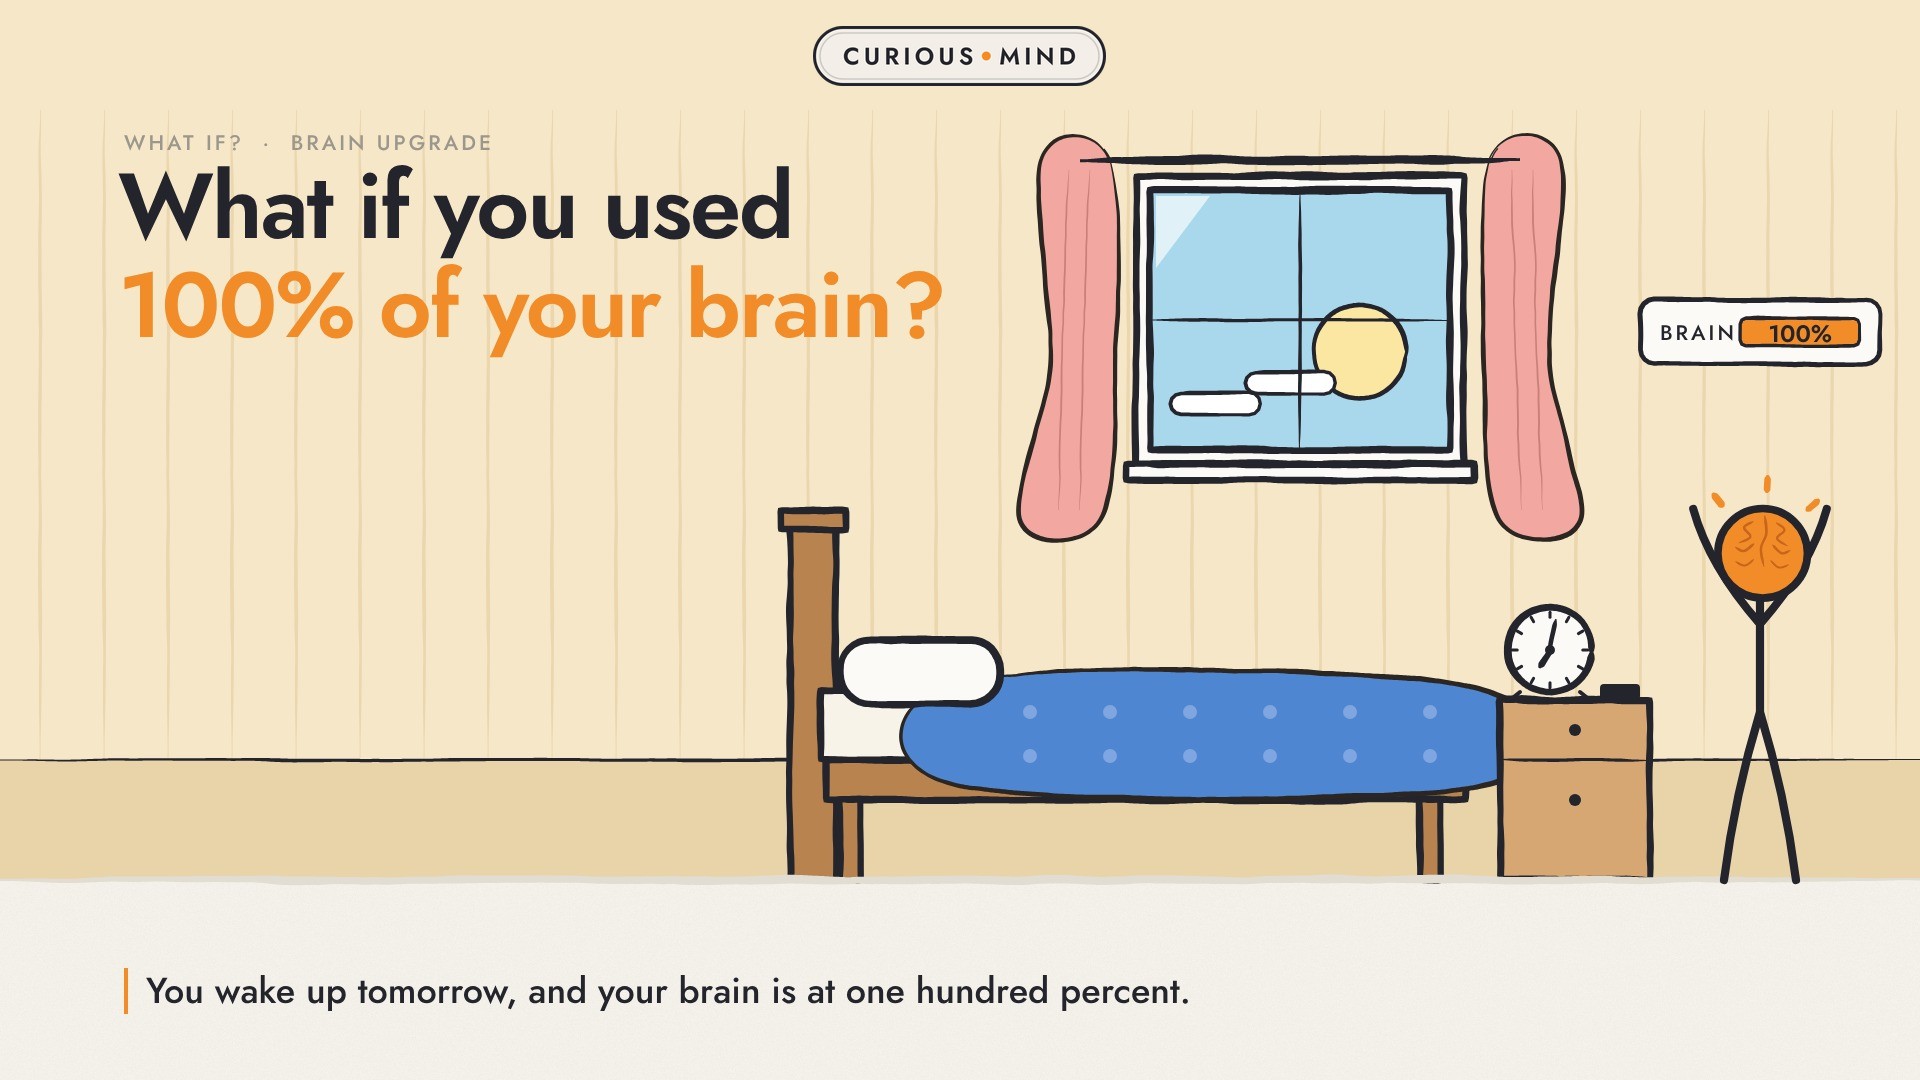 CURIOUS•MIND
WHAT IF? · BRAIN UPGRADE
What if you used
100% of your brain?
BRAIN 100%
You wake up tomorrow, and your brain is at one hundred percent.